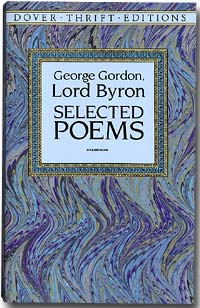 DOVER · THRIFT · EDITIONS
George Gordon,
Lord Byron
SELECTED
POEMS